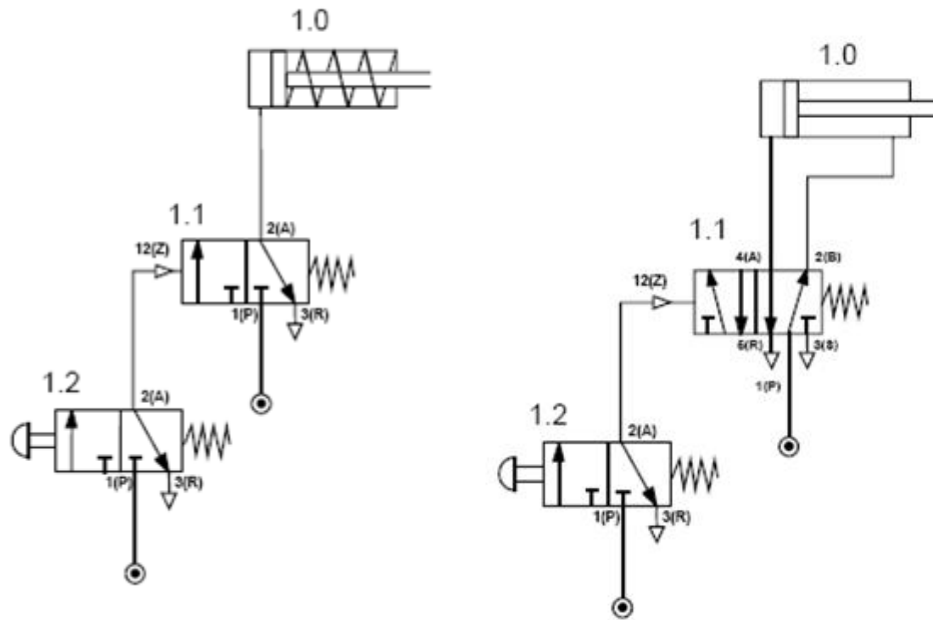 1.0
1.1
2(A)
12(Z)
1(P)
3(R)
1.2
2(A)
1(P)
3(R)
1.0
1.1
4(A)
2(B)
12(Z)
5(R)
3(S)
1(P)
1.2
2(A)
1(P)
3(R)